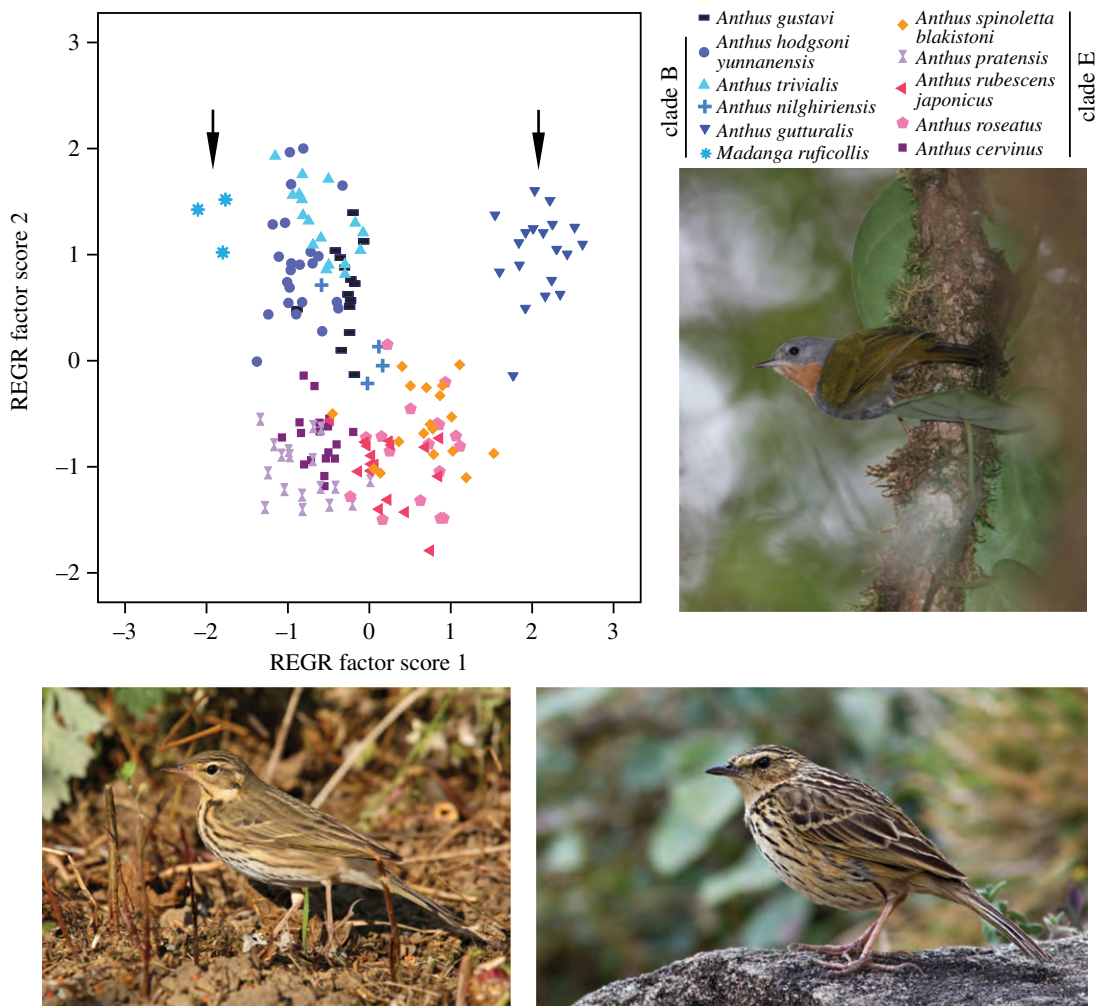 3
2
1
0
–1
–2
REGR factor score 2
–3
–2
–1
0
1
2
3
REGR factor score 1
Anthus gustavi
clade B
Anthus hodgsoni
yunnanensis
Anthus trivialis
Anthus nilghiriensis
Anthus gutturalis
Madanga ruficollis
Anthus spinoletta
blakistoni
Anthus pratensis
Anthus rubescens
japonicus
Anthus roseatus
Anthus cervinus
clade E